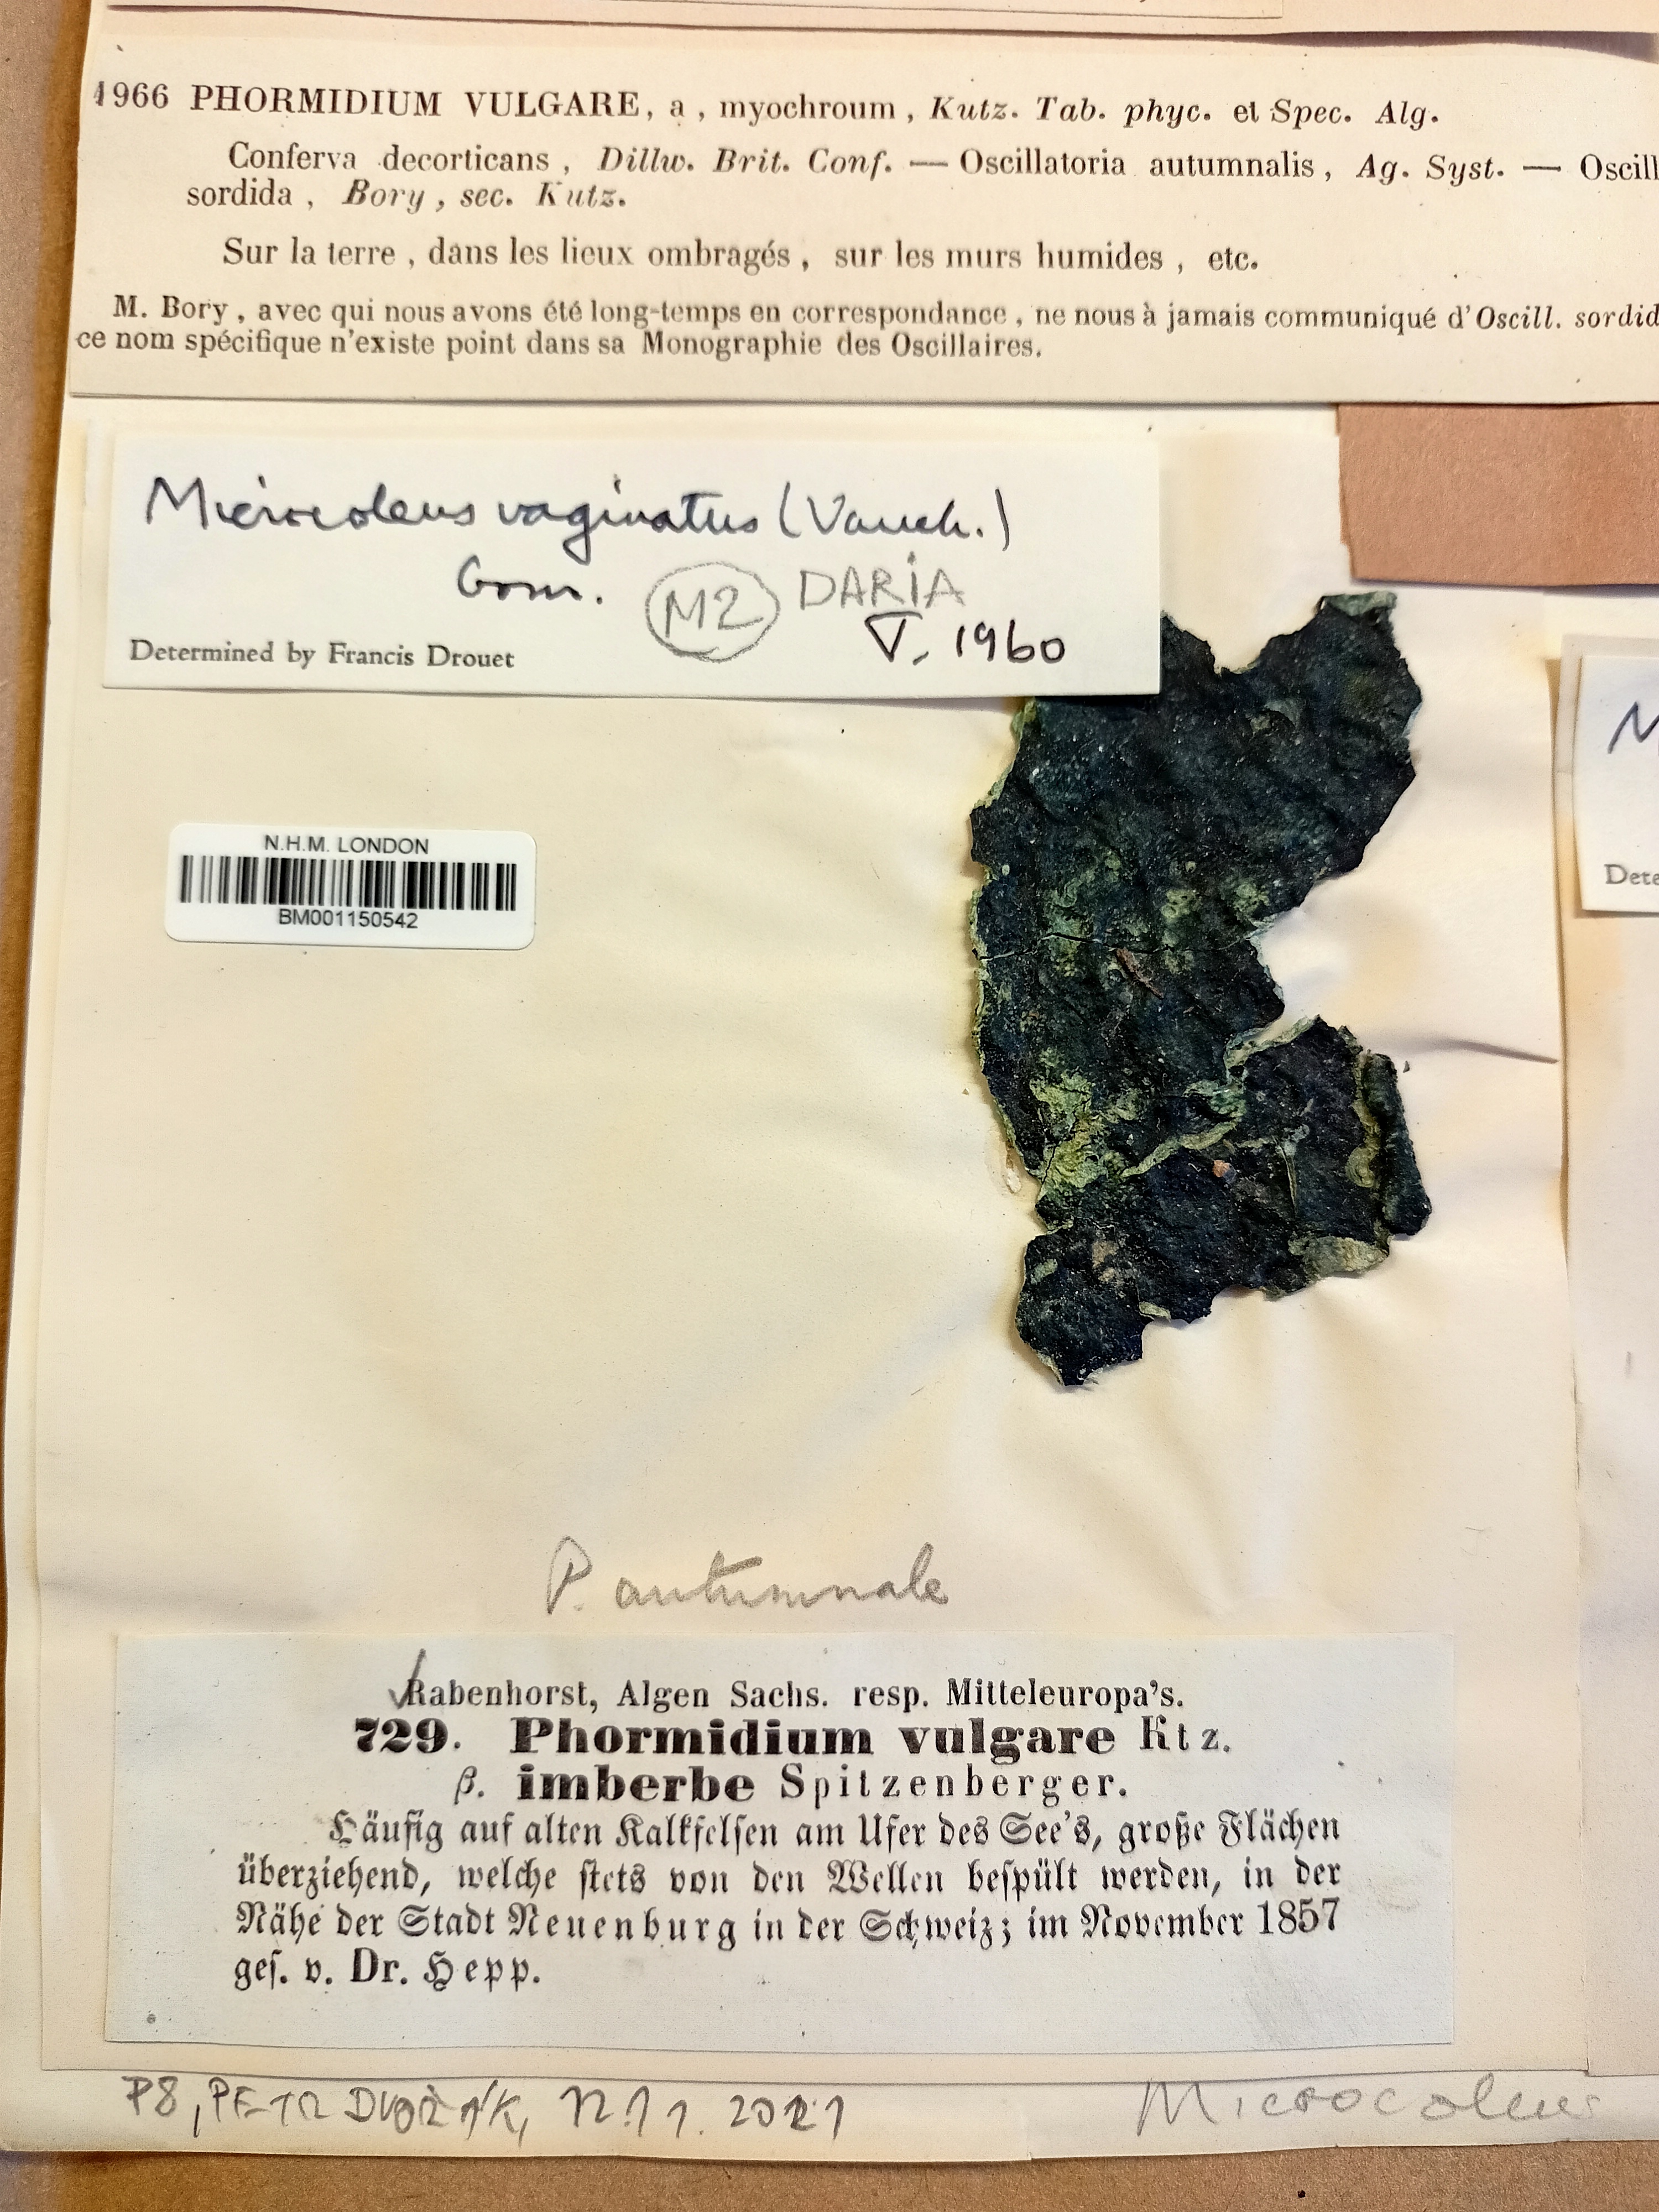 1966 PHORMIDIUM VULGARE, a, myochroum, Kutz. Tab. phyc. et Spec. Alg.
Conferva decorticans, Dillw. Brit. Conf. — Oscillatoria autumnalis, Ag. Syst. — Oscill
sordida, Bory, sec. Kutz.
Sur la terre, dans les lieux ombragés, sur les murs humides, etc.
M. Bory, avec qui nous avons été long-temps en correspondance, ne nous à jamais communiqué d'Oscill. sordid
ce nom spécifique n'existe point dans sa Monographie des Oscillaires.
Microcoleus vaginatus (Vauch.)
Gom.
M2 DARIA
V. 1960
Determined by Francis Drouet
M
Dete
N.H.M. LONDON
BM001150542
P. autumnale
Rabenhorst, Algen Sachs. resp. Mitteleuropa's.
729. Phormidium vulgare Ktz.
β. imberbe Spitzenberger.
Häufig auf alten Kalkfelsen am Ufer des See's, große Flächen
überziehend, welche stets von den Wellen bespült werden, in der
Nähe der Stadt Neuenburg in der Schweiz; im November 1857
ges. v. Dr. Hepp.
P8, PETR DVOŘÁK, 12.11.2021
Microcoleus